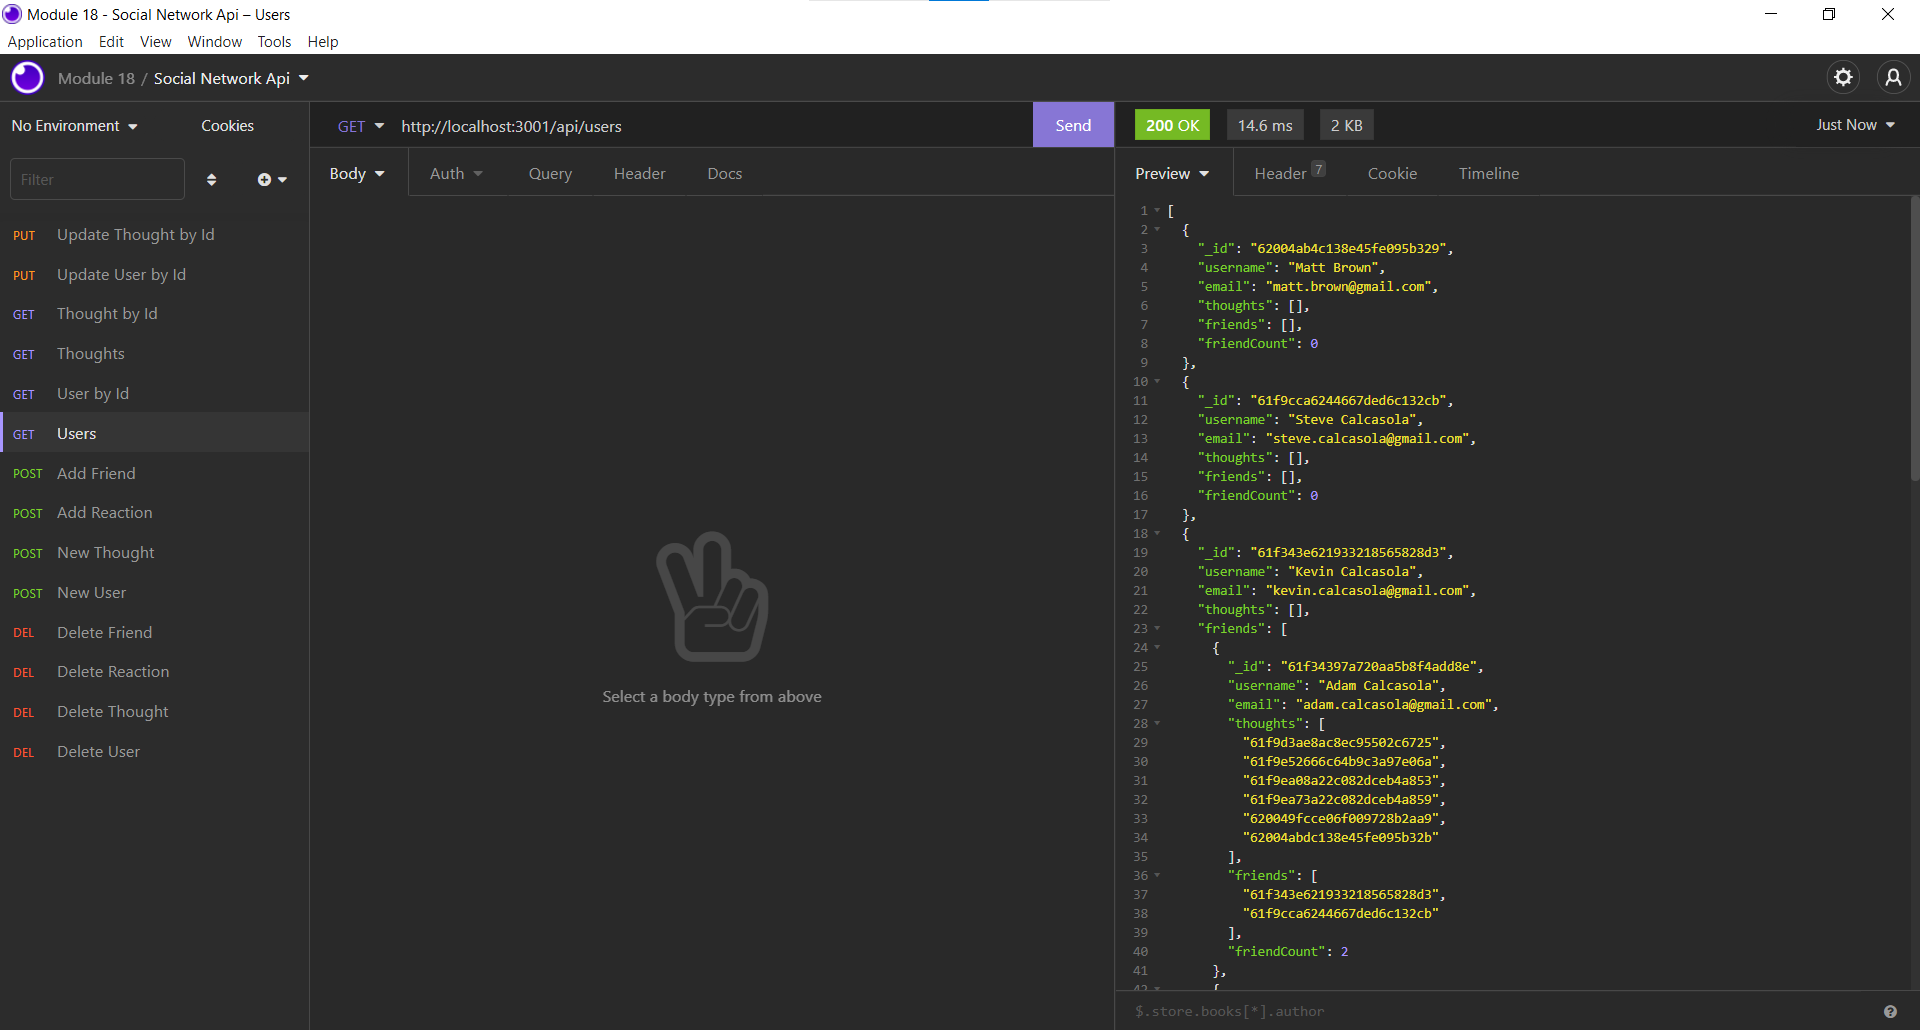 Module 18 - Social Network Api – Users
Application Edit View Window Tools Help
Module 18 / Social Network Api
No Environment Cookies
Filter
PUT Update Thought by Id
PUT Update User by Id
GET Thought by Id
GET Thoughts
GET User by Id
GET Users
POST Add Friend
POST Add Reaction
POST New Thought
POST New User
DEL Delete Friend
DEL Delete Reaction
DEL Delete Thought
DEL Delete User
GET http://localhost:3001/api/users Send
Body Auth Query Header Docs
Select a body type from above
200 OK 14.6 ms 2 KB Just Now
Preview Header 7 Cookie Timeline
1 [
2 {
3 "_id": "62004ab4c138e45fe095b329",
4 "username": "Matt Brown",
5 "email": "matt.brown@gmail.com",
6 "thoughts": [],
7 "friends": [],
8 "friendCount": 0
9 },
10 {
11 "_id": "61f9cca6244667ded6c132cb",
12 "username": "Steve Calcasola",
13 "email": "steve.calcasola@gmail.com",
14 "thoughts": [],
15 "friends": [],
16 "friendCount": 0
17 },
18 {
19 "_id": "61f343e621933218565828d3",
20 "username": "Kevin Calcasola",
21 "email": "kevin.calcasola@gmail.com",
22 "thoughts": [],
23 "friends": [
24 {
25 "_id": "61f34397a720aa5b8f4add8e",
26 "username": "Adam Calcasola",
27 "email": "adam.calcasola@gmail.com",
28 "thoughts": [
29 "61f9d3ae8ac8ec95502c6725",
30 "61f9e52666c64b9c3a97e06a",
31 "61f9ea08a22c082dceb4a853",
32 "61f9ea73a22c082dceb4a859",
33 "620049fcce06f009728b2aa9",
34 "62004abdc138e45fe095b32b"
35 ],
36 "friends": [
37 "61f343e621933218565828d3",
38 "61f9cca6244667ded6c132cb"
39 ],
40 "friendCount": 2
41 },
42 {
$.store.books[*].author